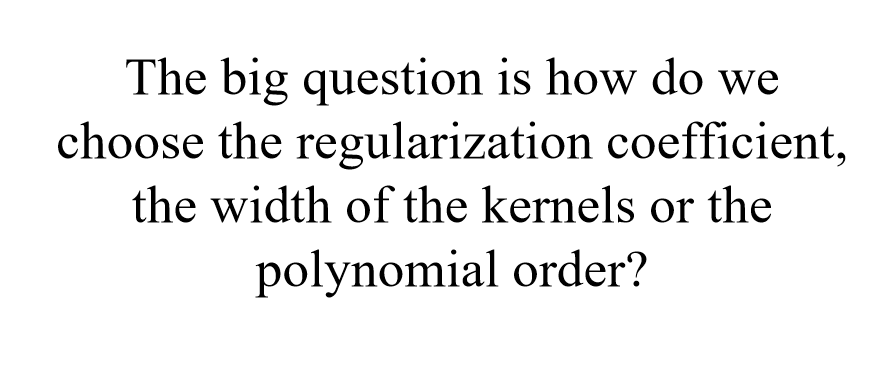 The big question is how do we
choose the regularization coefficient,
the width of the kernels or the
polynomial order?